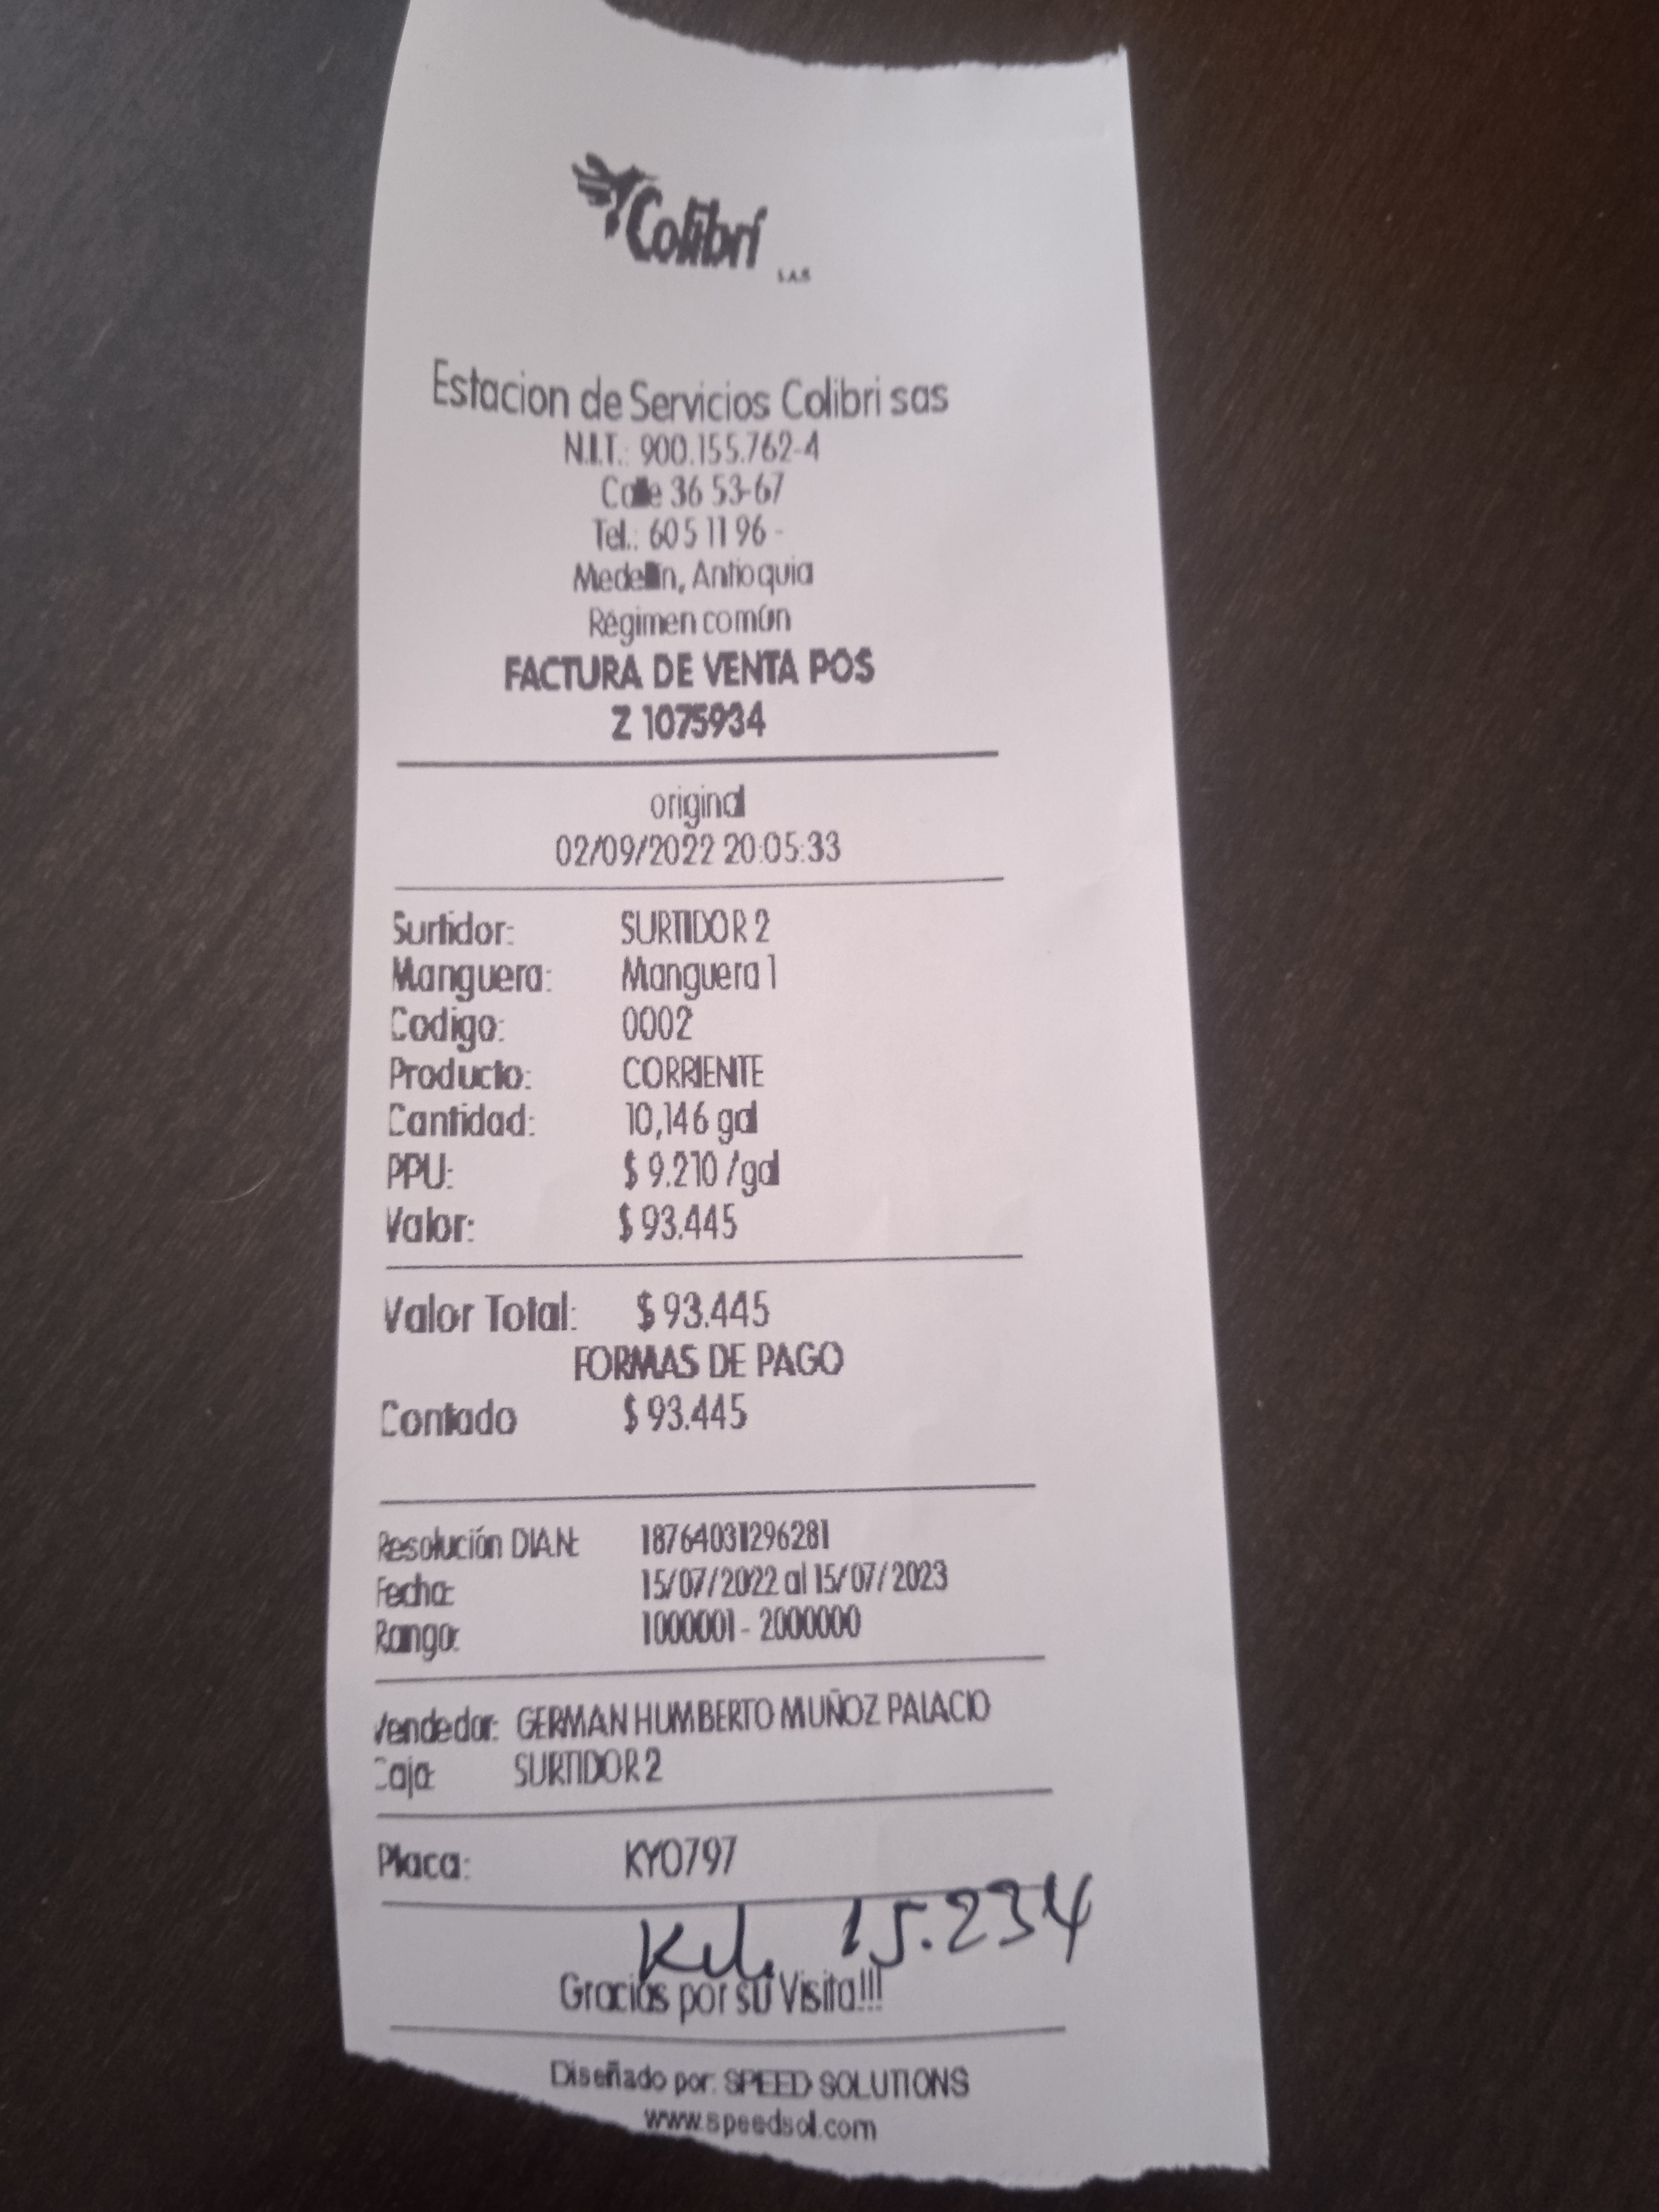 Colibrí
S.A.S
Estacion de Servicios Colibri sas
N.I.T.: 900.155.762-4
Calle 36 53-67
Tel.: 605 11 96 -
Medellín, Antioquia
Régimen común
FACTURA DE VENTA POS
Z 1075934
original
02/09/2022 20:05:33
Surtidor: SURTIDOR 2
Manguera: Manguera 1
Codigo: 0002
Producto: CORRIENTE
Cantidad: 10,146 gal
PPU: $ 9.210 /gal
Valor: $ 93.445
Valor Total: $ 93.445
FORMAS DE PAGO
Contado $ 93.445
Resolución DIAN: 18764031296281
Fecha: 15/07/2022 al 15/07/2023
Rango: 1000001 - 2000000
Vendedor: GERMAN HUMBERTO MUÑOZ PALACIO
Caja: SURTIDOR 2
Placa: KYO797
15.234
Gracias por su Visita!!!
Diseñado por: SPEED SOLUTIONS
www.speedsol.com